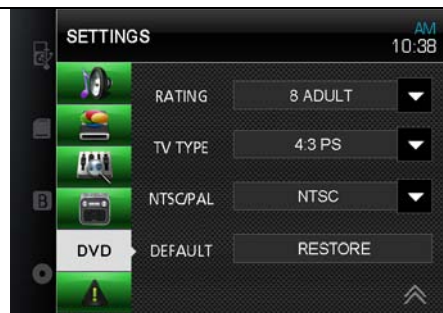 SETTINGS
AM
10:38
RATING 8 ADULT
TV TYPE 4:3 PS
NTSC/PAL NTSC
DVD DEFAULT RESTORE
B